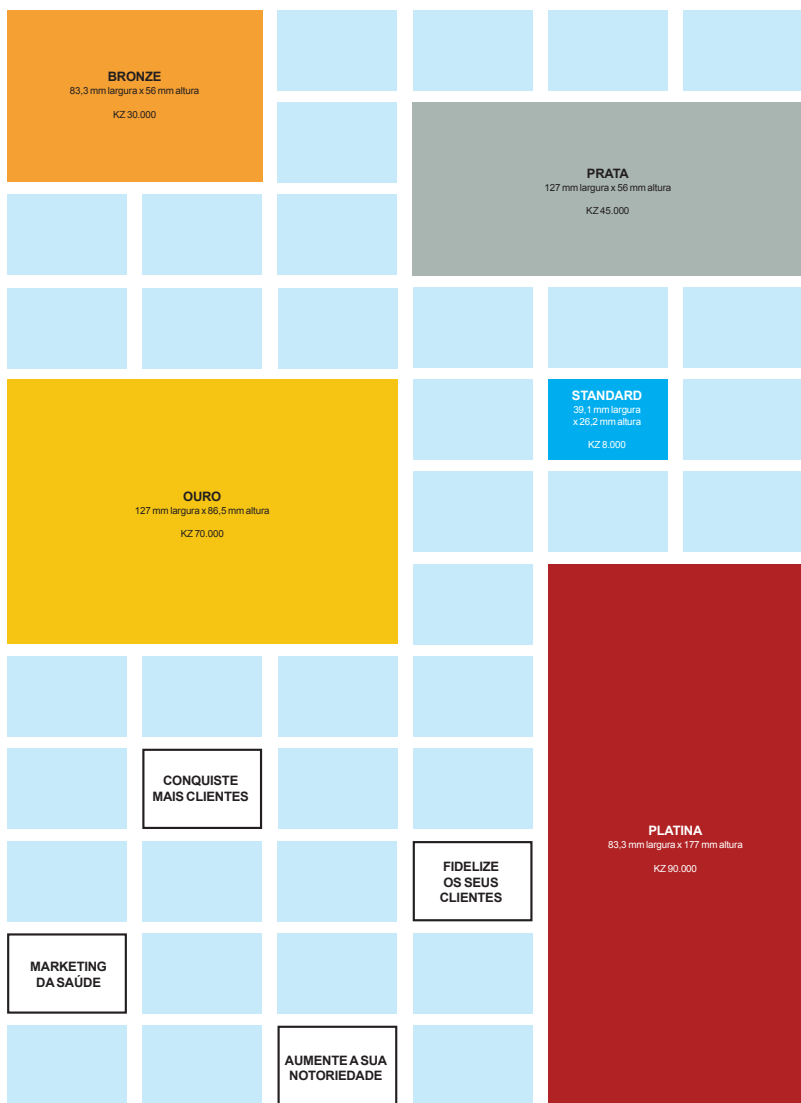 BRONZE
83,3 mm largura x 56 mm altura
KZ 30.000
PRATA
127 mm largura x 56 mm altura
KZ 45.000
STANDARD
39,1 mm largura
x 26,2 mm altura
KZ 8.000
OURO
127 mm largura x 86,5 mm altura
KZ 70.000
CONQUISTE
MAIS CLIENTES
PLATINA
83,3 mm largura x 177 mm altura
KZ 90.000
FIDELIZE
OS SEUS
CLIENTES
MARKETING
DA SAÚDE
AUMENTE A SUA
NOTORIEDADE